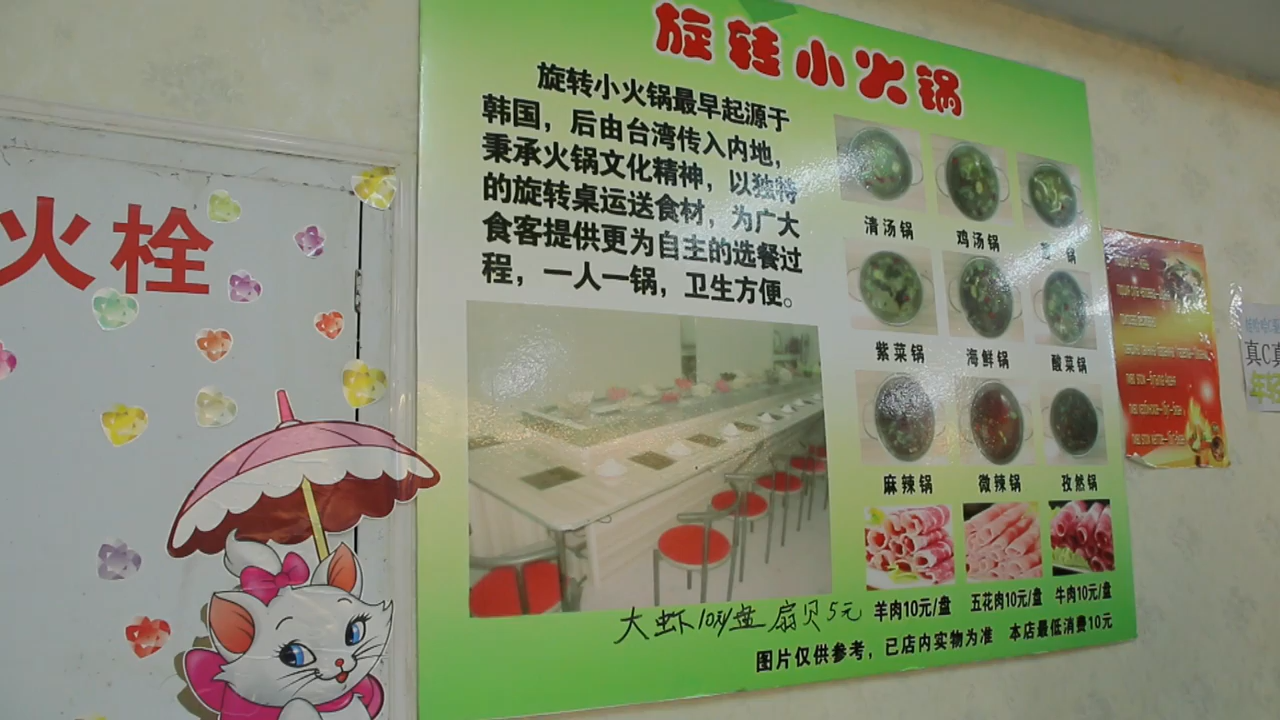 火栓
旋转小火锅
旋转小火锅最早起源于
韩国，后由台湾传入内地，
秉承火锅文化精神，以独特
的旋转桌运送食材，为广大
食客提供更为自主的选餐过
程，一人一锅，卫生方便。
清汤锅
鸡汤锅
锅
紫菜锅
海鲜锅
酸菜锅
麻辣锅
微辣锅
孜然锅
大虾10元/盘 扇贝5元
羊肉10元/盘 五花肉10元/盘 牛肉10元/盘
图片仅供参考，已店内实物为准 本店最低消费10元
真C真
年轻